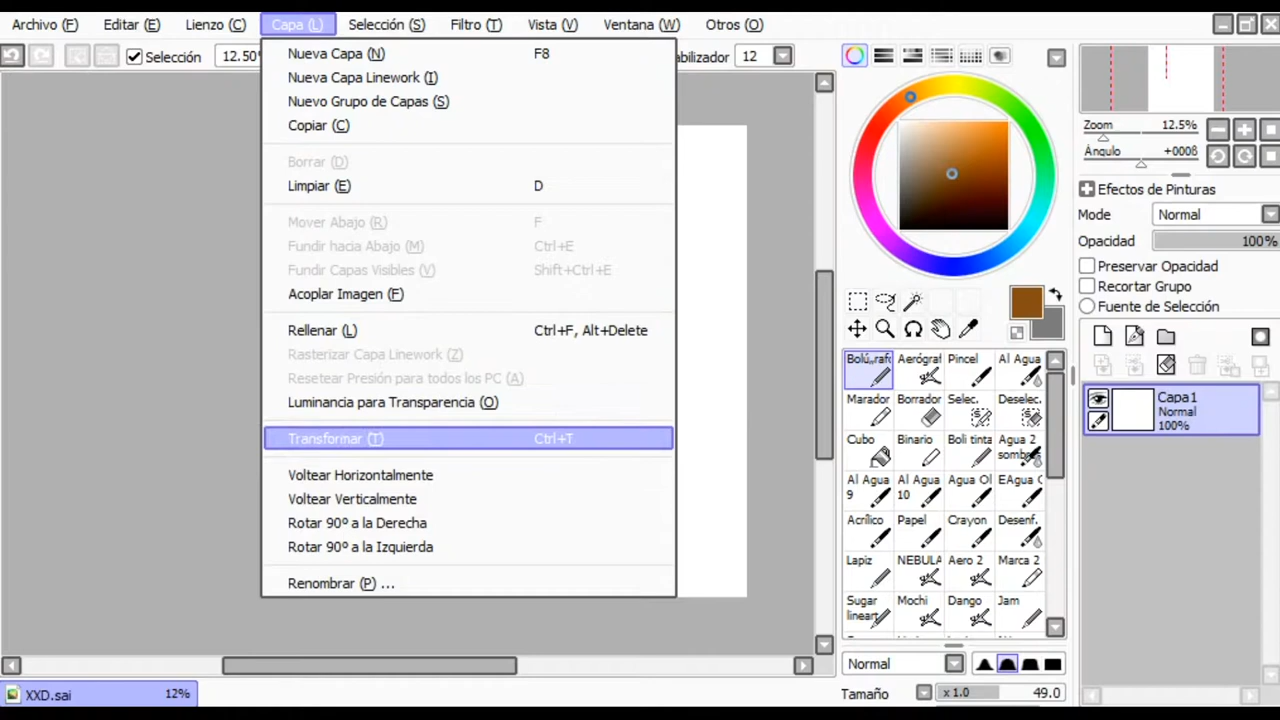 Archivo (F) Editar (E) Lienzo (C) Capa (L) Selección (S) Filtro (T) Vista (V) Ventana (W) Otros (O)
Selección 12.50 abilizador 12
Nueva Capa (N) F8
Nueva Capa Linework (I)
Nuevo Grupo de Capas (S)
Copiar (C)
Borrar (D)
Limpiar (E) D
Mover Abajo (R) F
Fundir hacia Abajo (M) Ctrl+E
Fundir Capas Visibles (V) Shift+Ctrl+E
Acoplar Imagen (F)
Rellenar (L) Ctrl+F, Alt+Delete
Rasterizar Capa Linework (Z)
Resetear Presión para todos los PC (A)
Luminancia para Transparencia (O)
Transformar (T) Ctrl+T
Voltear Horizontalmente
Voltear Verticalmente
Rotar 90º a la Derecha
Rotar 90º a la Izquierda
Renombrar (P) ...
Bolú,,rafo Aerógraf Pincel Al Agua
Marador Borrador Selec. Deselec.
Cubo Binario Boli tinta Agua 2
sombr
Al Agua Al Agua Agua Ol EAgua
9 10
Acrílico Papel Crayon Desenf.
Lapiz NEBULA Aero 2 Marca 2
Sugar Mochi Dango Jam
lineart
Normal
Tamaño x 1.0 49.0
Zoom 12.5%
Ángulo +0008
Efectos de Pinturas
Modo Normal
Opacidad 100%
Preservar Opacidad
Recortar Grupo
Fuente de Selección
Capa1
Normal
100%
XXD.sai 12%